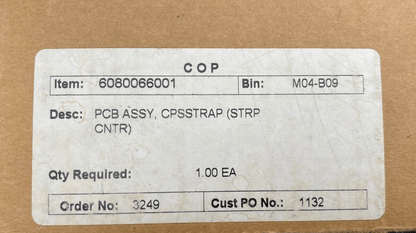 COP
Item: 6080066001 Bin: M04-B09
Desc: PCB ASSY, CPSSTRAP (STRP
CNTR)
Qty Required: 1.00 EA
Order No: 3249 Cust PO No.: 1132